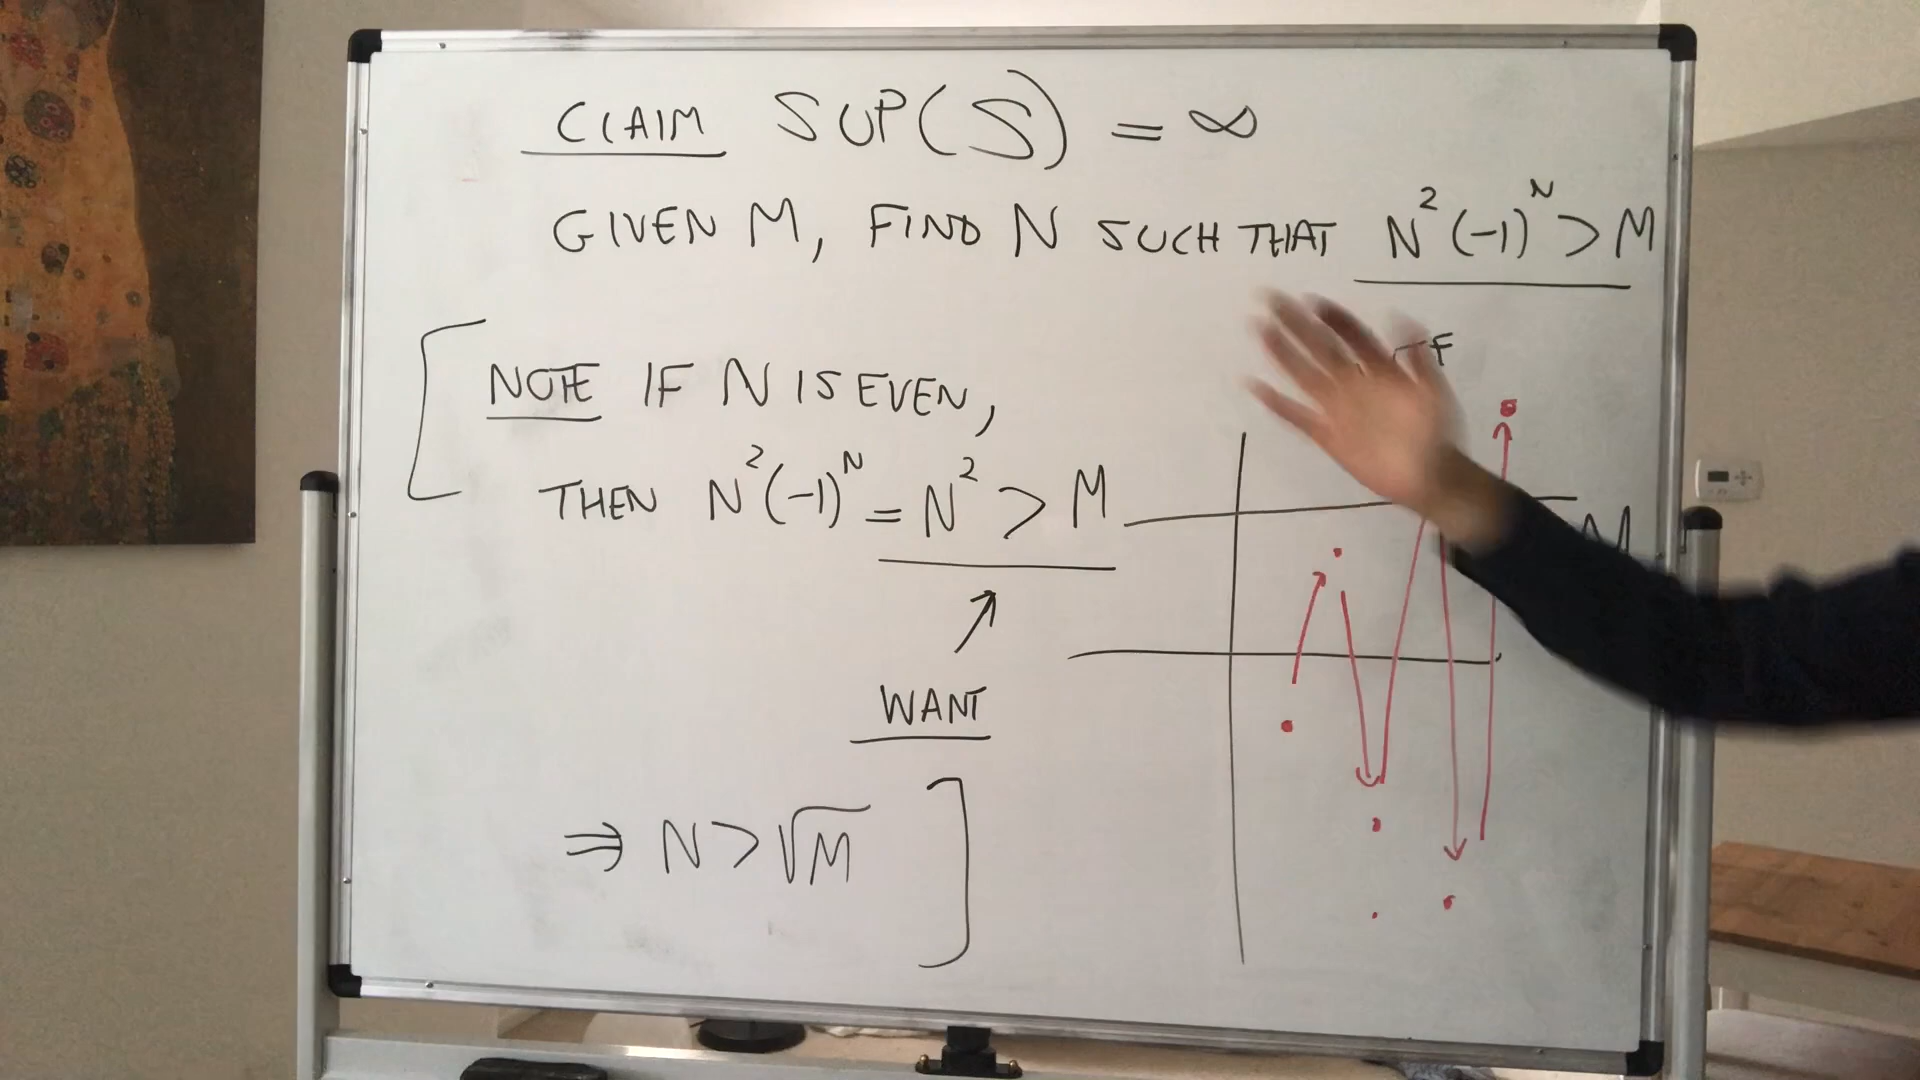 CLAIM SUP(S) = ∞
GIVEN M, FIND N SUCH THAT N²(-1)ᴺ > M
NOTE IF N IS EVEN,
THEN N²(-1)ᴺ = N² > M
M
WANT
⇒ N > √M